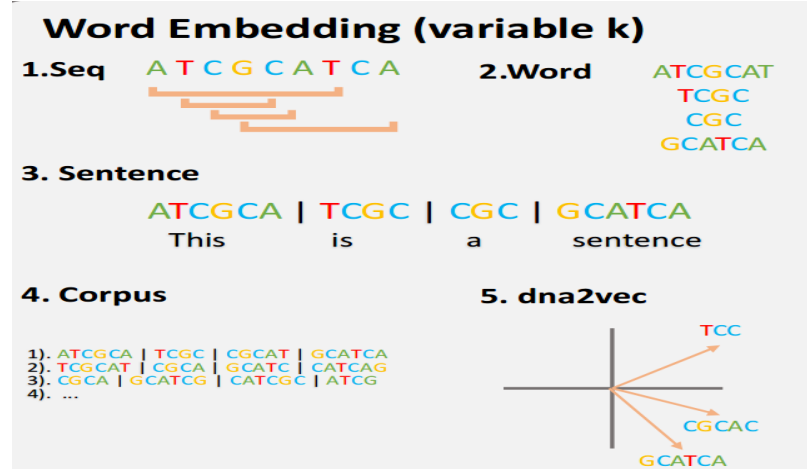 Word Embedding (variable k)
1.Seq A T C G C A T C A
2.Word
ATCGCAT
TCGC
CGC
GCATCA
3. Sentence
ATCGCA | TCGC | CGC | GCATCA
This is a sentence
4. Corpus
1). ATCGCA | TCGC | CGCAT | GCATCA
2). TCGCAT | CGCA | GCATC | CATCAG
3). CGCA | GCATCG | CATCGC | ATCG
4). ...
5. dna2vec
TCC
CGCAC
GCATCA